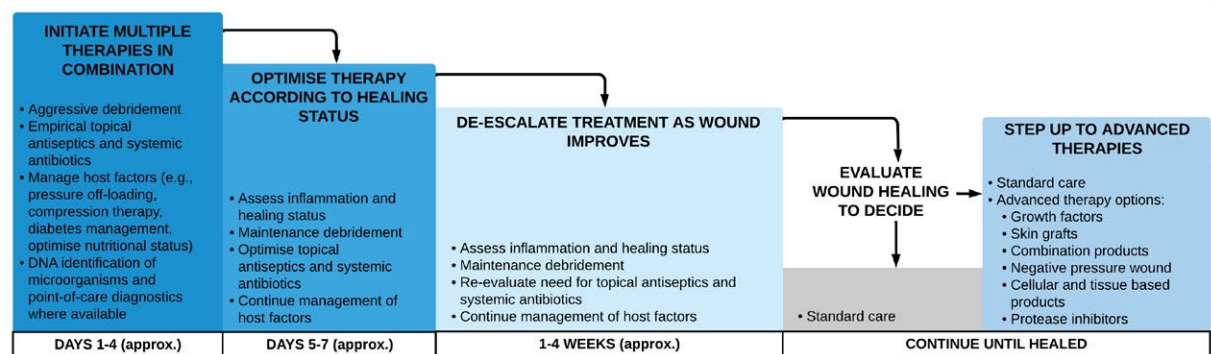 INITIATE MULTIPLE
THERAPIES IN
COMBINATION
• Aggressive debridement
• Empirical topical
antiseptics and systemic
antibiotics
• Manage host factors (e.g.,
pressure off-loading,
compression therapy,
diabetes management,
optimise nutritional status)
• DNA identification of
microorganisms and
point-of-care diagnostics
where available
DAYS 1-4 (approx.)
OPTIMISE THERAPY
ACCORDING TO HEALING
STATUS
• Assess inflammation and
healing status
• Maintenance debridement
• Optimise topical
antiseptics and systemic
antibiotics
• Continue management of
host factors
DAYS 5-7 (approx.)
DE-ESCALATE TREATMENT AS WOUND
IMPROVES
• Assess inflammation and healing status
• Maintenance debridement
• Re-evaluate need for topical antiseptics and
systemic antibiotics
• Continue management of host factors
1-4 WEEKS (approx.)
EVALUATE
WOUND HEALING
TO DECIDE
• Standard care
STEP UP TO ADVANCED
THERAPIES
• Standard care
• Advanced therapy options:
• Growth factors
• Skin grafts
• Combination products
• Negative pressure wound
• Cellular and tissue based
products
• Protease inhibitors
CONTINUE UNTIL HEALED